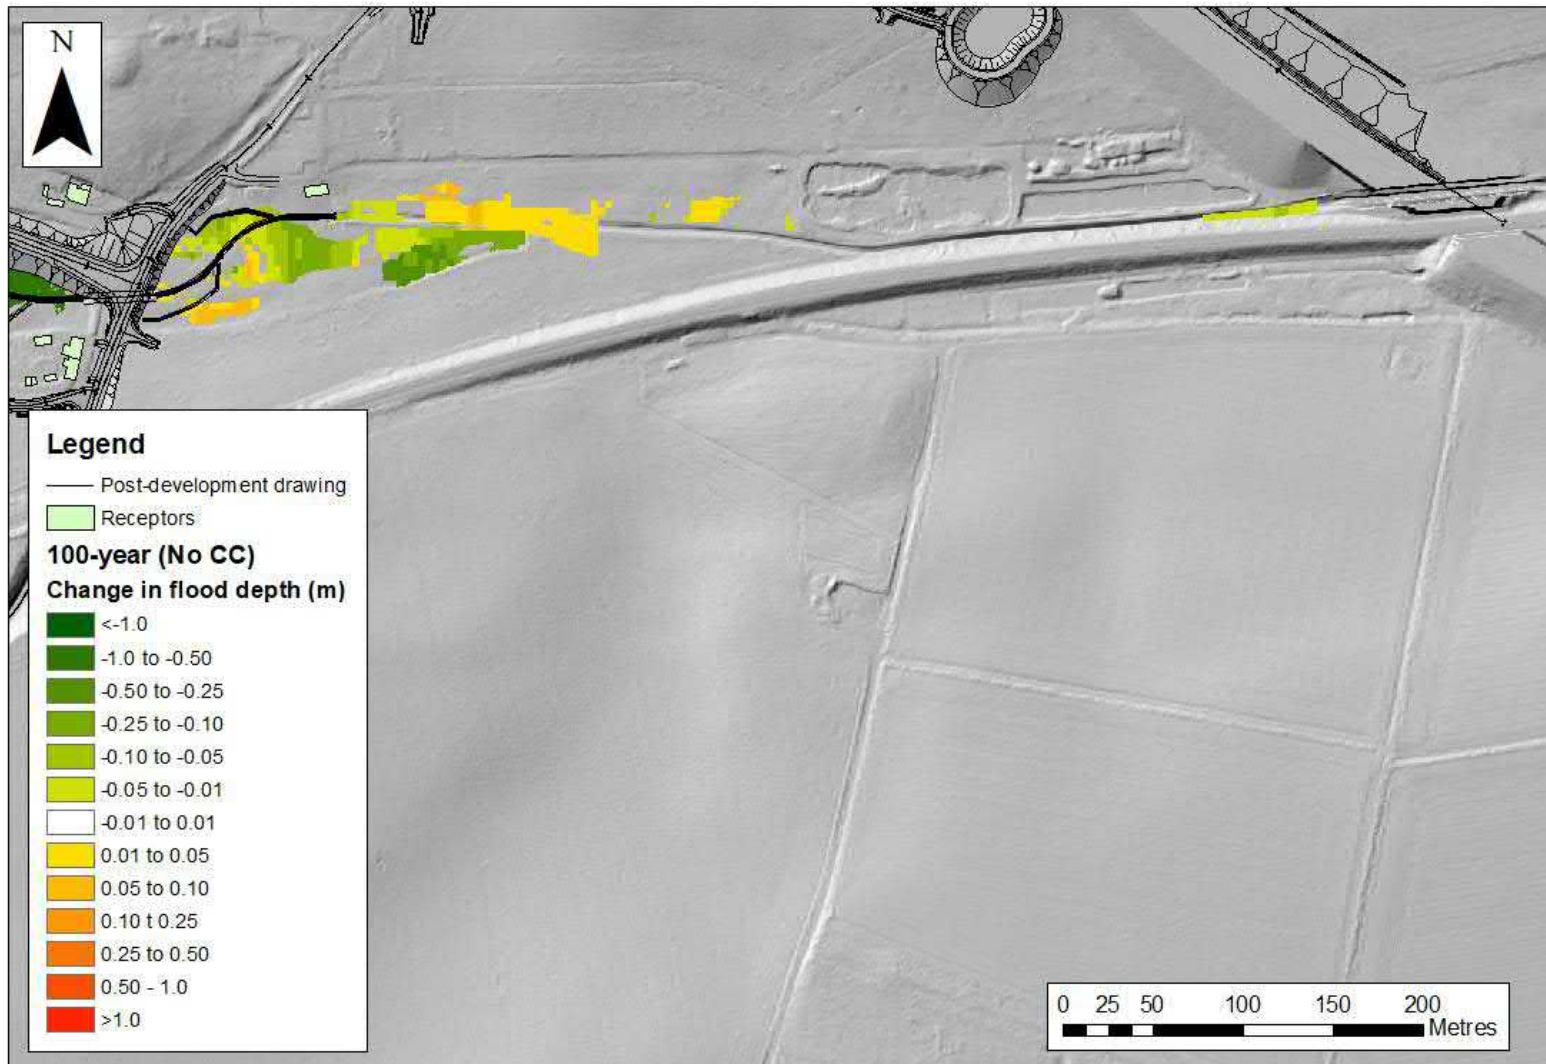 N
Legend
Post-development drawing
Receptors
100-year (No CC)
Change in flood depth (m)
<-1.0
-1.0 to -0.50
-0.50 to -0.25
-0.25 to -0.10
-0.10 to -0.05
-0.05 to -0.01
-0.01 to 0.01
0.01 to 0.05
0.05 to 0.10
0.10 t 0.25
0.25 to 0.50
0.50 - 1.0
>1.0
0 25 50 100 150 200
Metres